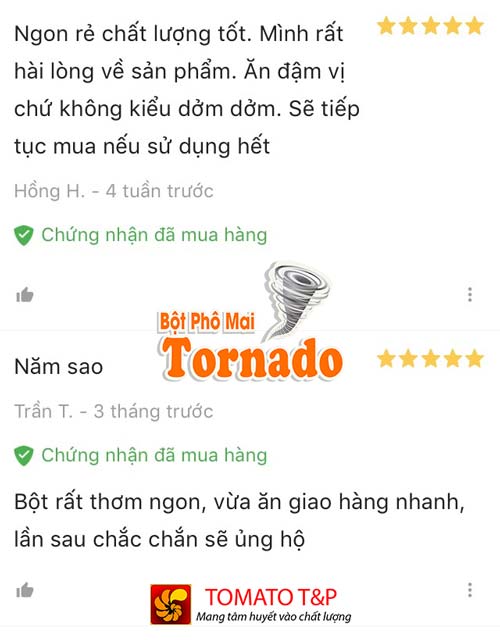 Ngon rẻ chất lượng tốt. Mình rất
hài lòng về sản phẩm. Ăn đậm vị
chứ không kiểu dởm dởm. Sẽ tiếp
tục mua nếu sử dụng hết
Hồng H. - 4 tuần trước
Chứng nhận đã mua hàng
Bột Phô Mai
Tornado
Năm sao
Trần T. - 3 tháng trước
Chứng nhận đã mua hàng
Bột rất thơm ngon, vừa ăn giao hàng nhanh,
lần sau chắc chắn sẽ ủng hộ
TOMATO T&P
Mang tâm huyết vào chất lượng